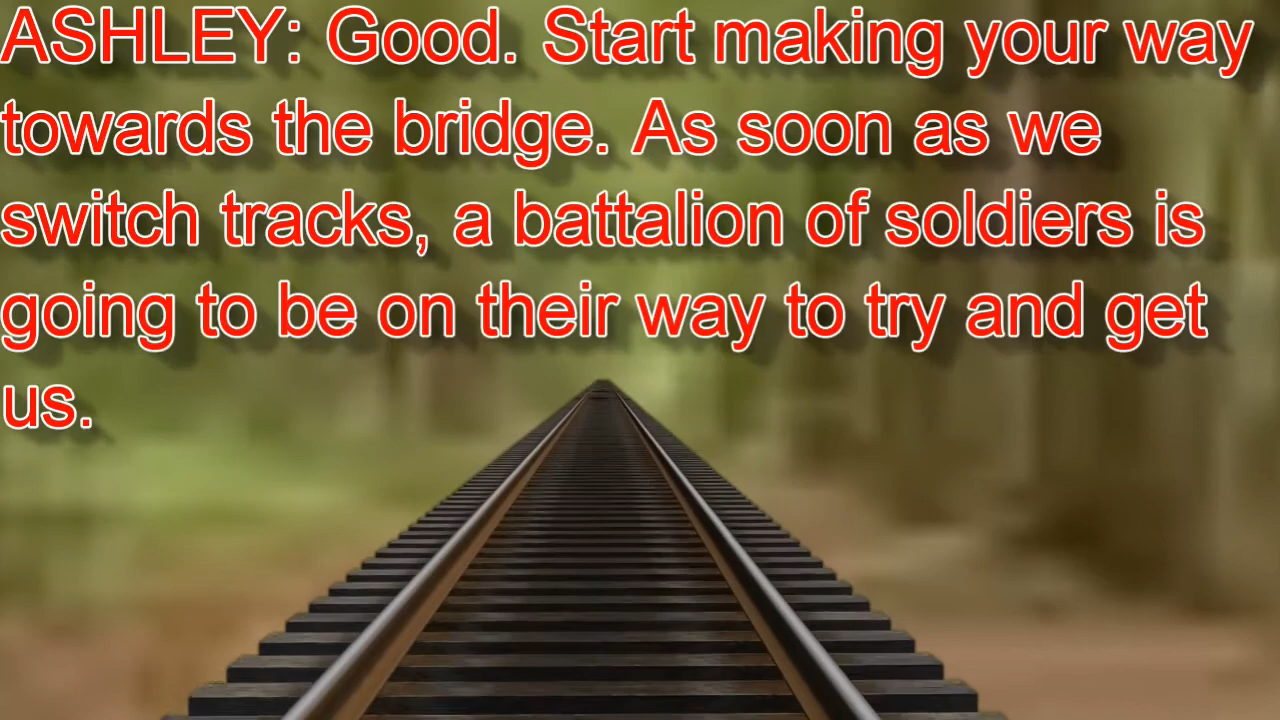 ASHLEY: Good. Start making your way
towards the bridge. As soon as we
switch tracks, a battalion of soldiers is
going to be on their way to try and get
us.